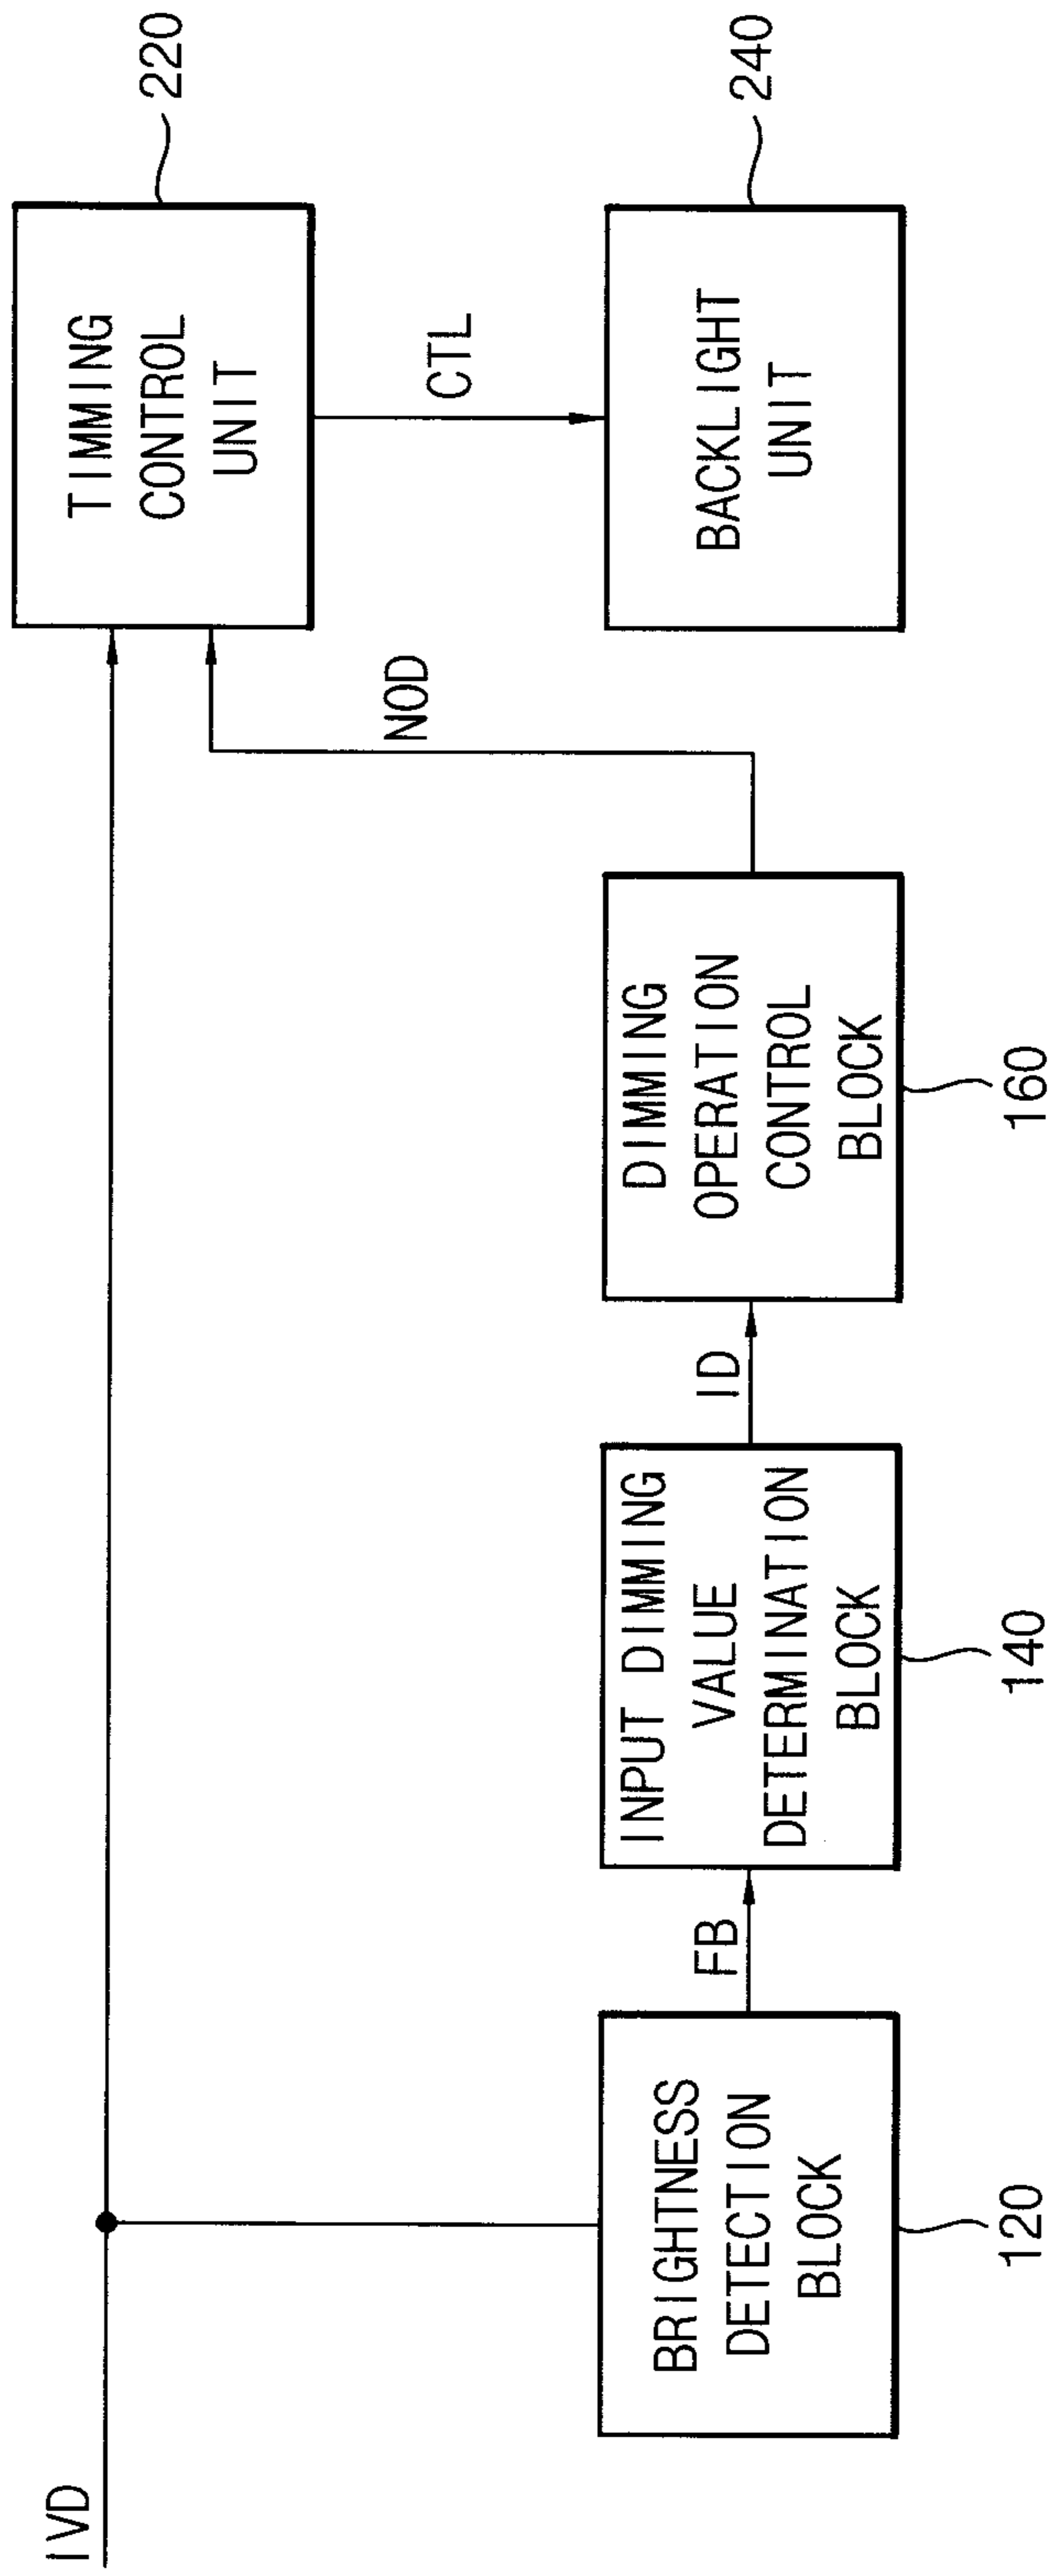 IVD
TIMMING
CONTROL
UNIT
220
CTL
NOD
BRIGHTNESS
DETECTION
BLOCK
120
FB
INPUT DIMMING
VALUE
DETERMINATION
BLOCK
140
ID
DIMMING
OPERATION
CONTROL
BLOCK
160
BACKLIGHT
UNIT
240